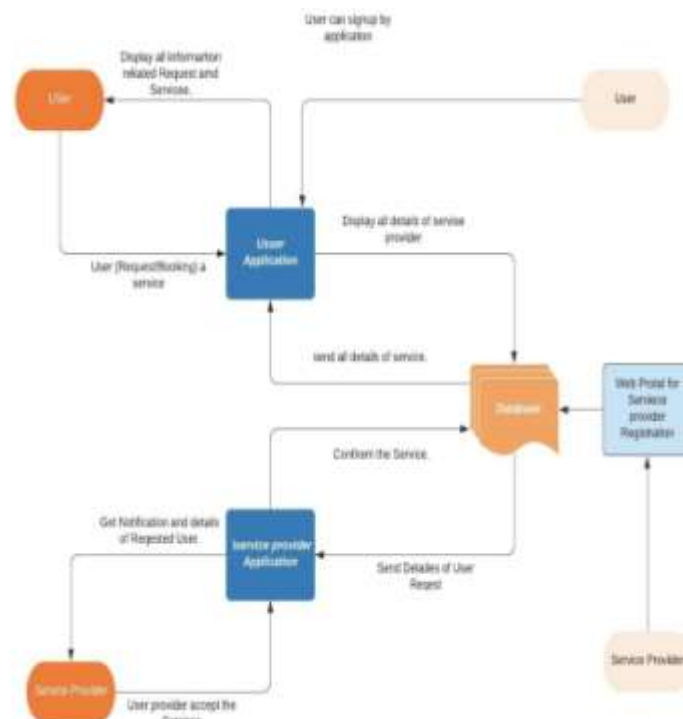 User can signup by
application
Display all information
related Request and
Services.
User
User
User
Application
Display all details of service
provider
User (Request/Booking) a
service
send all details of service.
Database
Web Protal for
Services
provider
Registration
Confirem the Service.
Get Notification and details
of Reqested User.
service provider
Application
Send Detailes of User
Reqest
Service Provider
Service Provider
User provider accept the